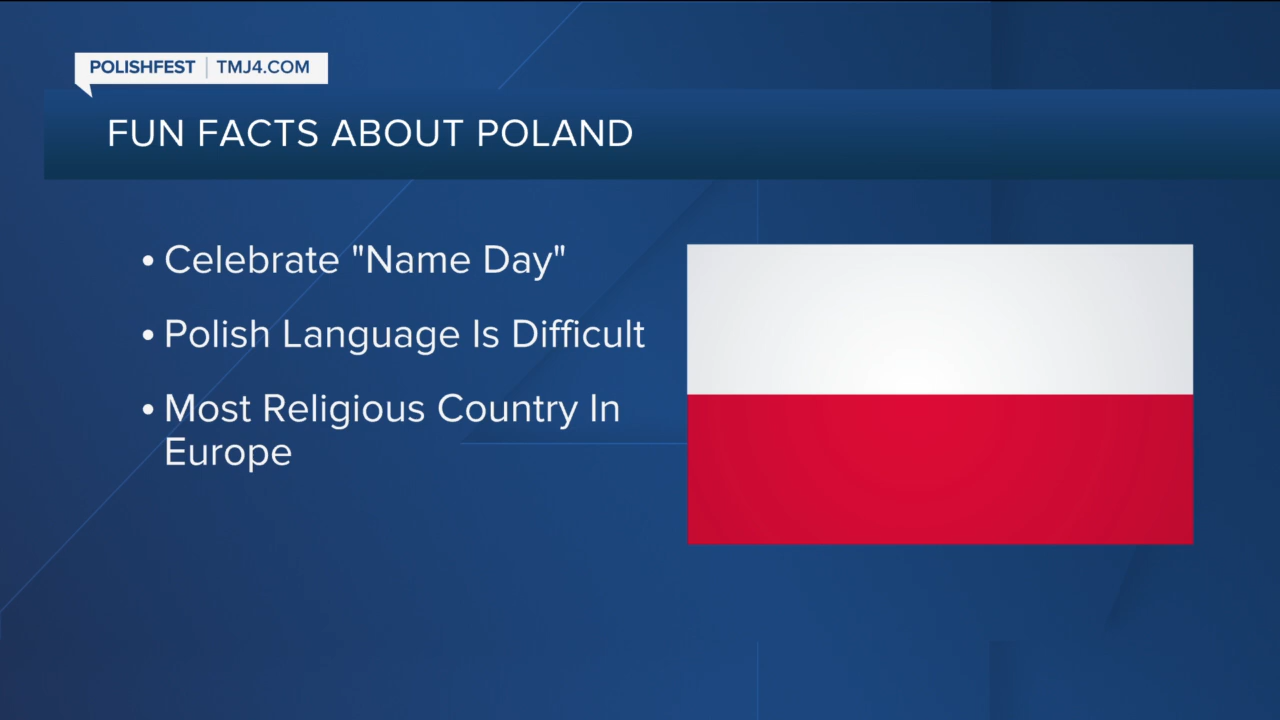 POLISHFEST | TMJ4.COM
FUN FACTS ABOUT POLAND
• Celebrate "Name Day"
• Polish Language Is Difficult
• Most Religious Country In
Europe